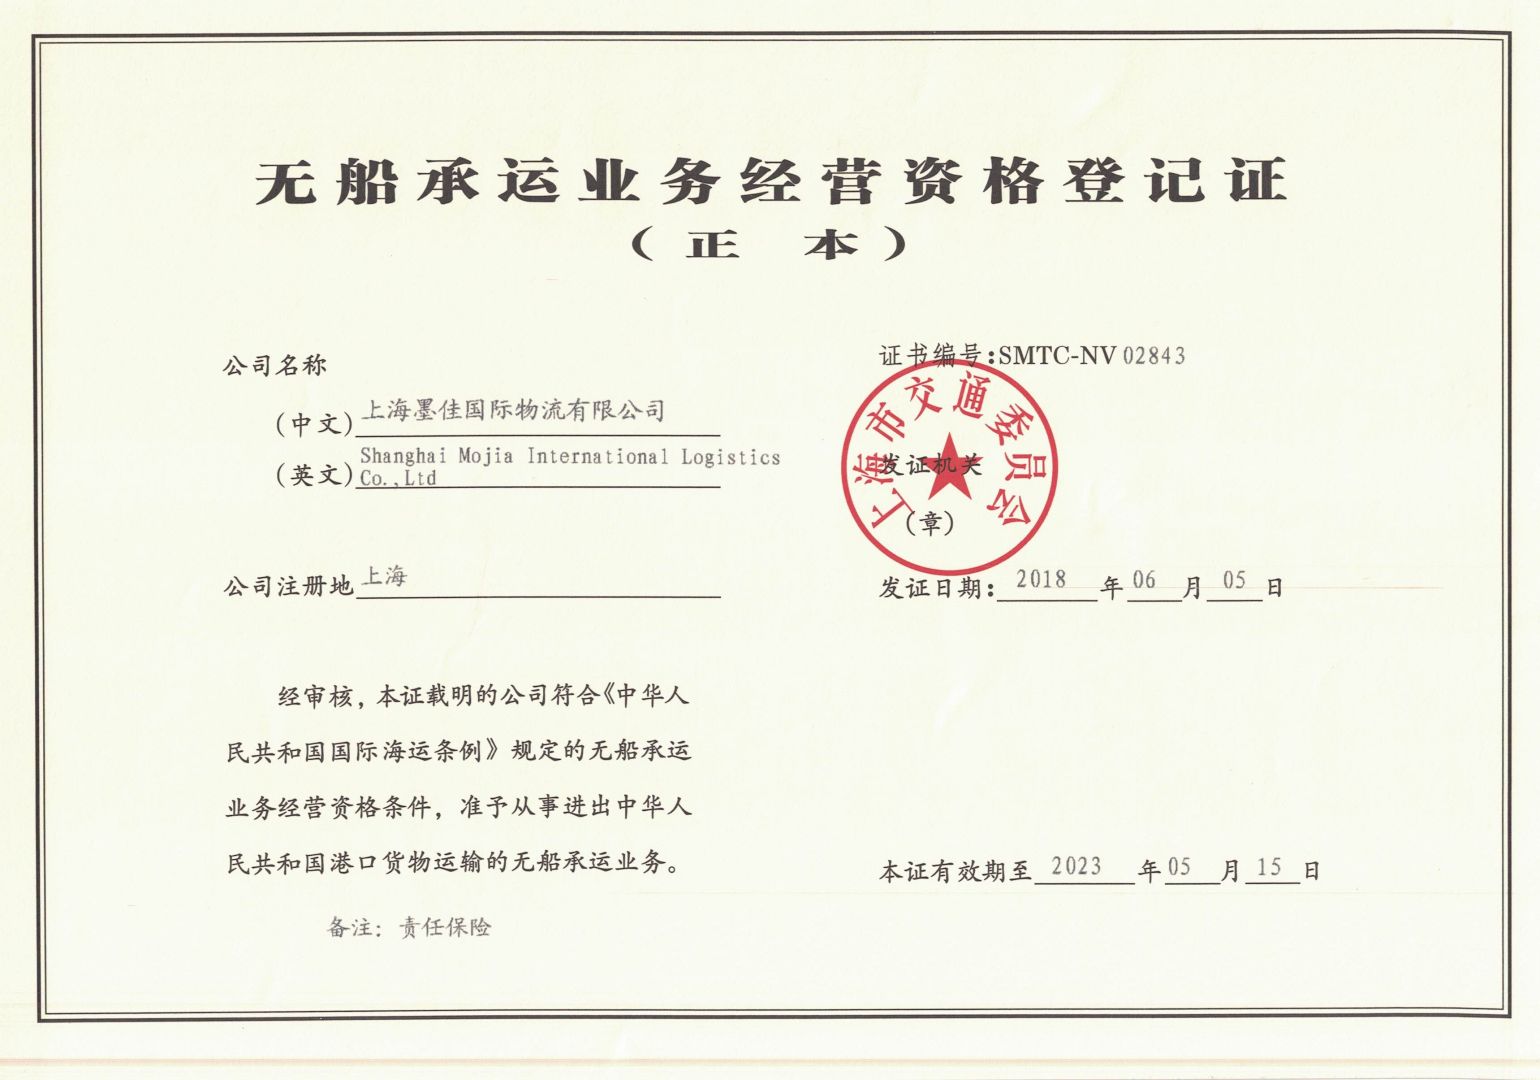 无船承运业务经营资格登记证
（正 本）
公司名称
（中文）上海墨佳国际物流有限公司
（英文）Shanghai Mojia International Logistics
Co.,Ltd
公司注册地 上海
经审核，本证载明的公司符合《中华人
民共和国国际海运条例》规定的无船承运
业务经营资格条件，准予从事进出中华人
民共和国港口货物运输的无船承运业务。
备注：责任保险
证书编号：SMTC-NV 02843
上海市交通委员会
发证机关
（章）
发证日期：2018 年 06 月 05 日
本证有效期至 2023 年 05 月 15 日